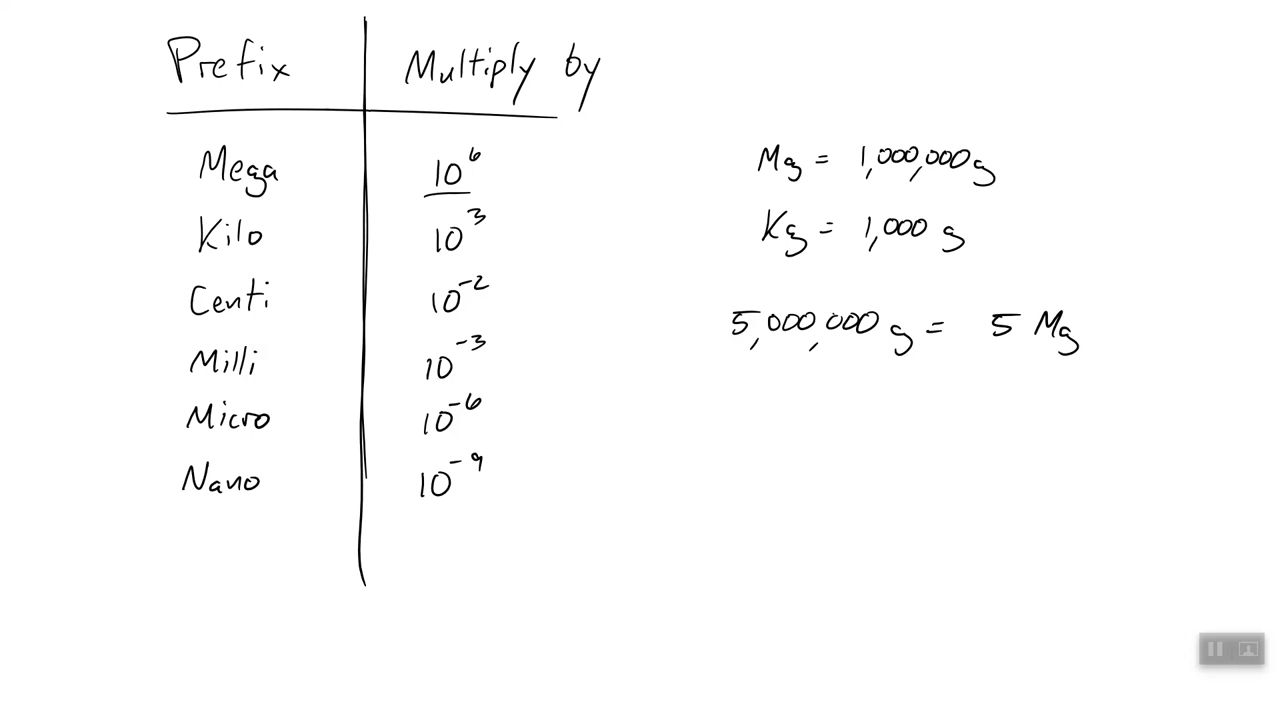 Prefix Multiply by
Mega 10⁶
Kilo 10³
Centi 10⁻²
Milli 10⁻³
Micro 10⁻⁶
Nano 10⁻⁹
Mg = 1,000,000g
Kg = 1,000 g
5,000,000 g = 5 Mg